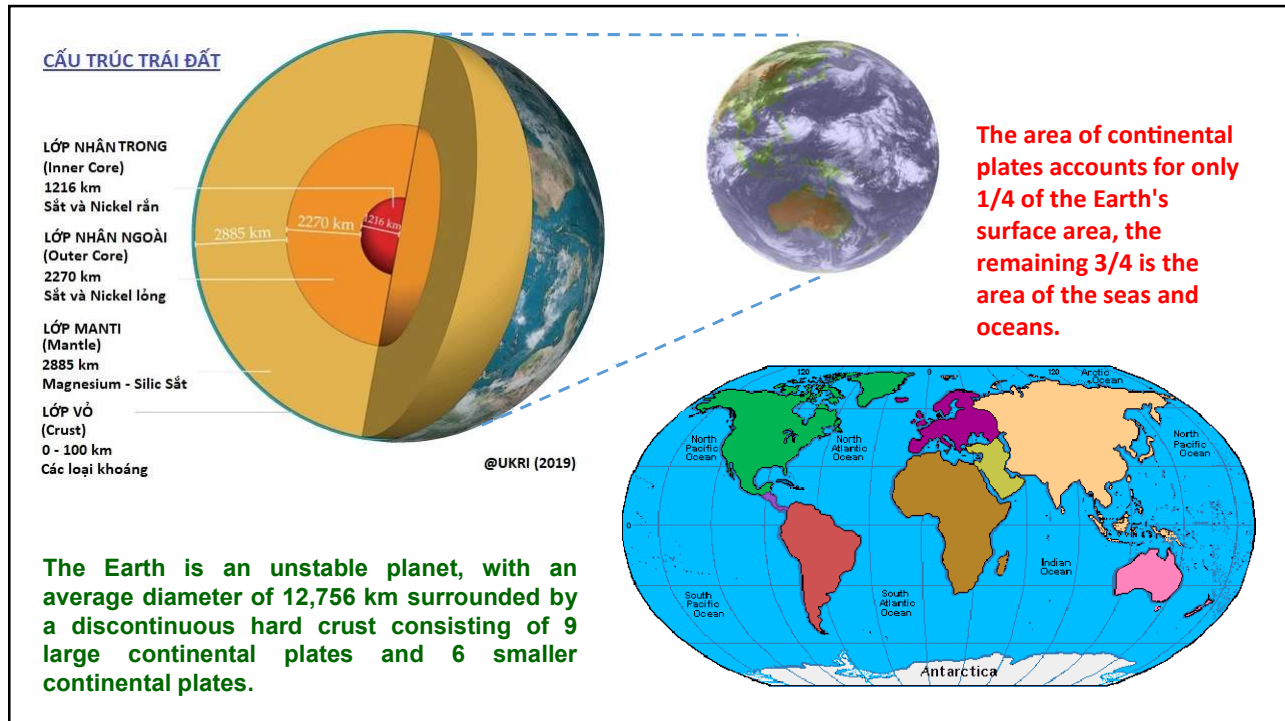 CẤU TRÚC TRÁI ĐẤT
LỚP NHÂN TRONG
(Inner Core)
1216 km
Sắt và Nickel rắn
LỚP NHÂN NGOÀI
(Outer Core)
2270 km
Sắt và Nickel lỏng
LỚP MANTI
(Mantle)
2885 km
Magnesium - Silic Sắt
LỚP VỎ
(Crust)
0 - 100 km
Các loại khoáng
2885 km
2270 km
1216 km
@UKRI (2019)
The area of continental
plates accounts for only
1/4 of the Earth's
surface area, the
remaining 3/4 is the
area of the seas and
oceans.
120
0
120
Arctic
Ocean
North
Pacific
Ocean
North
Atlantic
Ocean
North
Pacific
Ocean
0
Indian
Ocean
South
Pacific
Ocean
South
Atlantic
Ocean
Antarctica
The Earth is an unstable planet, with an
average diameter of 12,756 km surrounded by
a discontinuous hard crust consisting of 9
large continental plates and 6 smaller
continental plates.